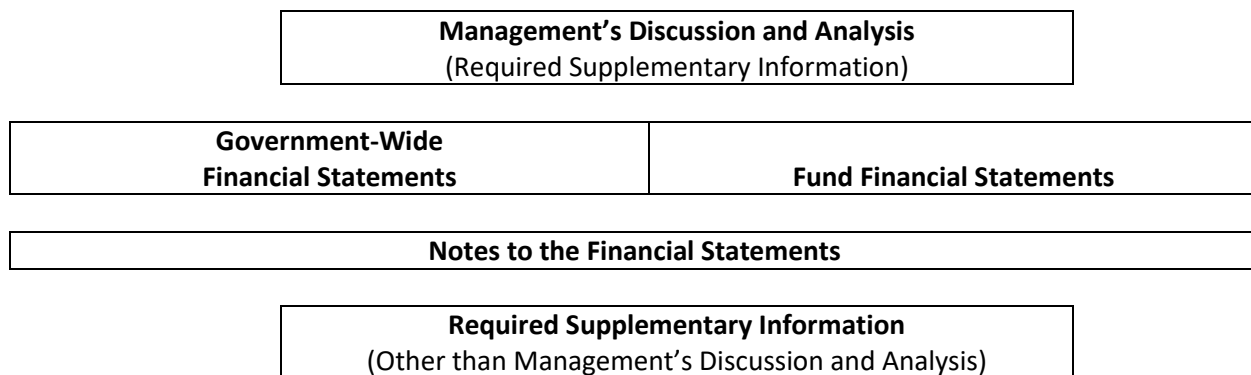 Management’s Discussion and Analysis
(Required Supplementary Information)
Government-Wide
Financial Statements
Fund Financial Statements
Notes to the Financial Statements
Required Supplementary Information
(Other than Management’s Discussion and Analysis)